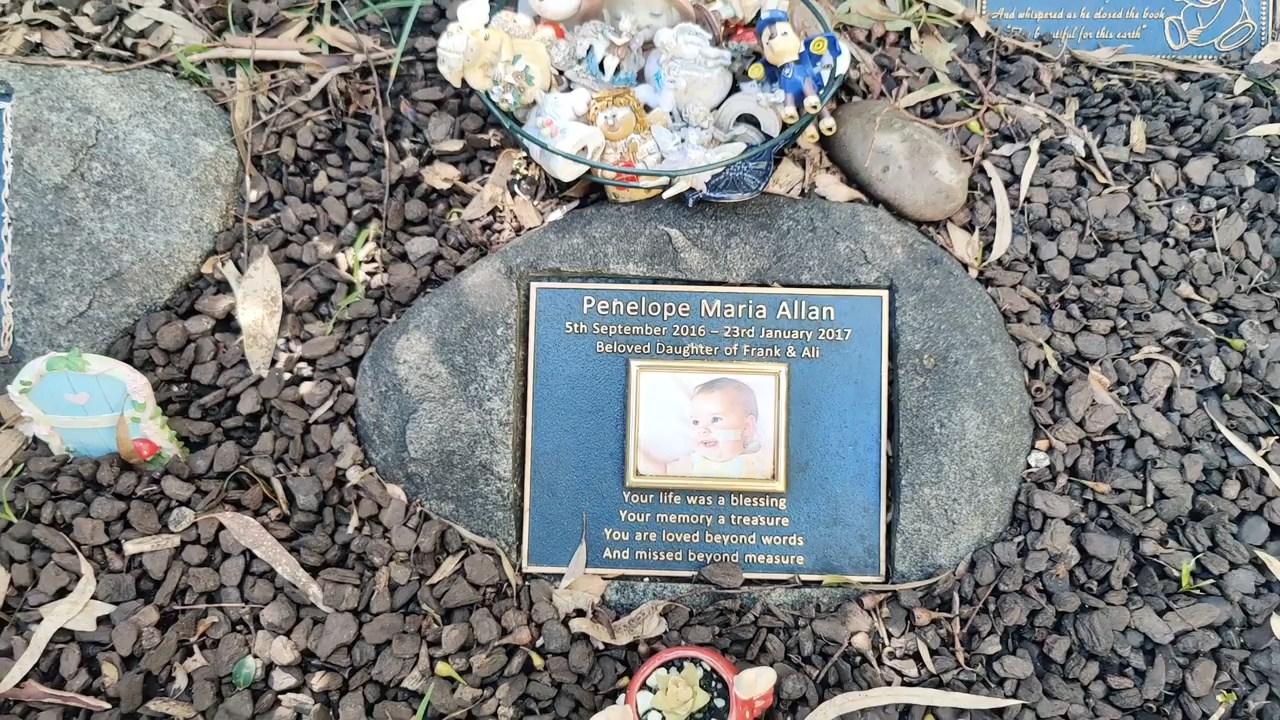 And whispered as he closed the book
for this earth"
Penelope Maria Allan
5th September 2016 – 23rd January 2017
Beloved Daughter of Frank & Ali
Your life was a blessing
Your memory a treasure
You are loved beyond words
And missed beyond measure